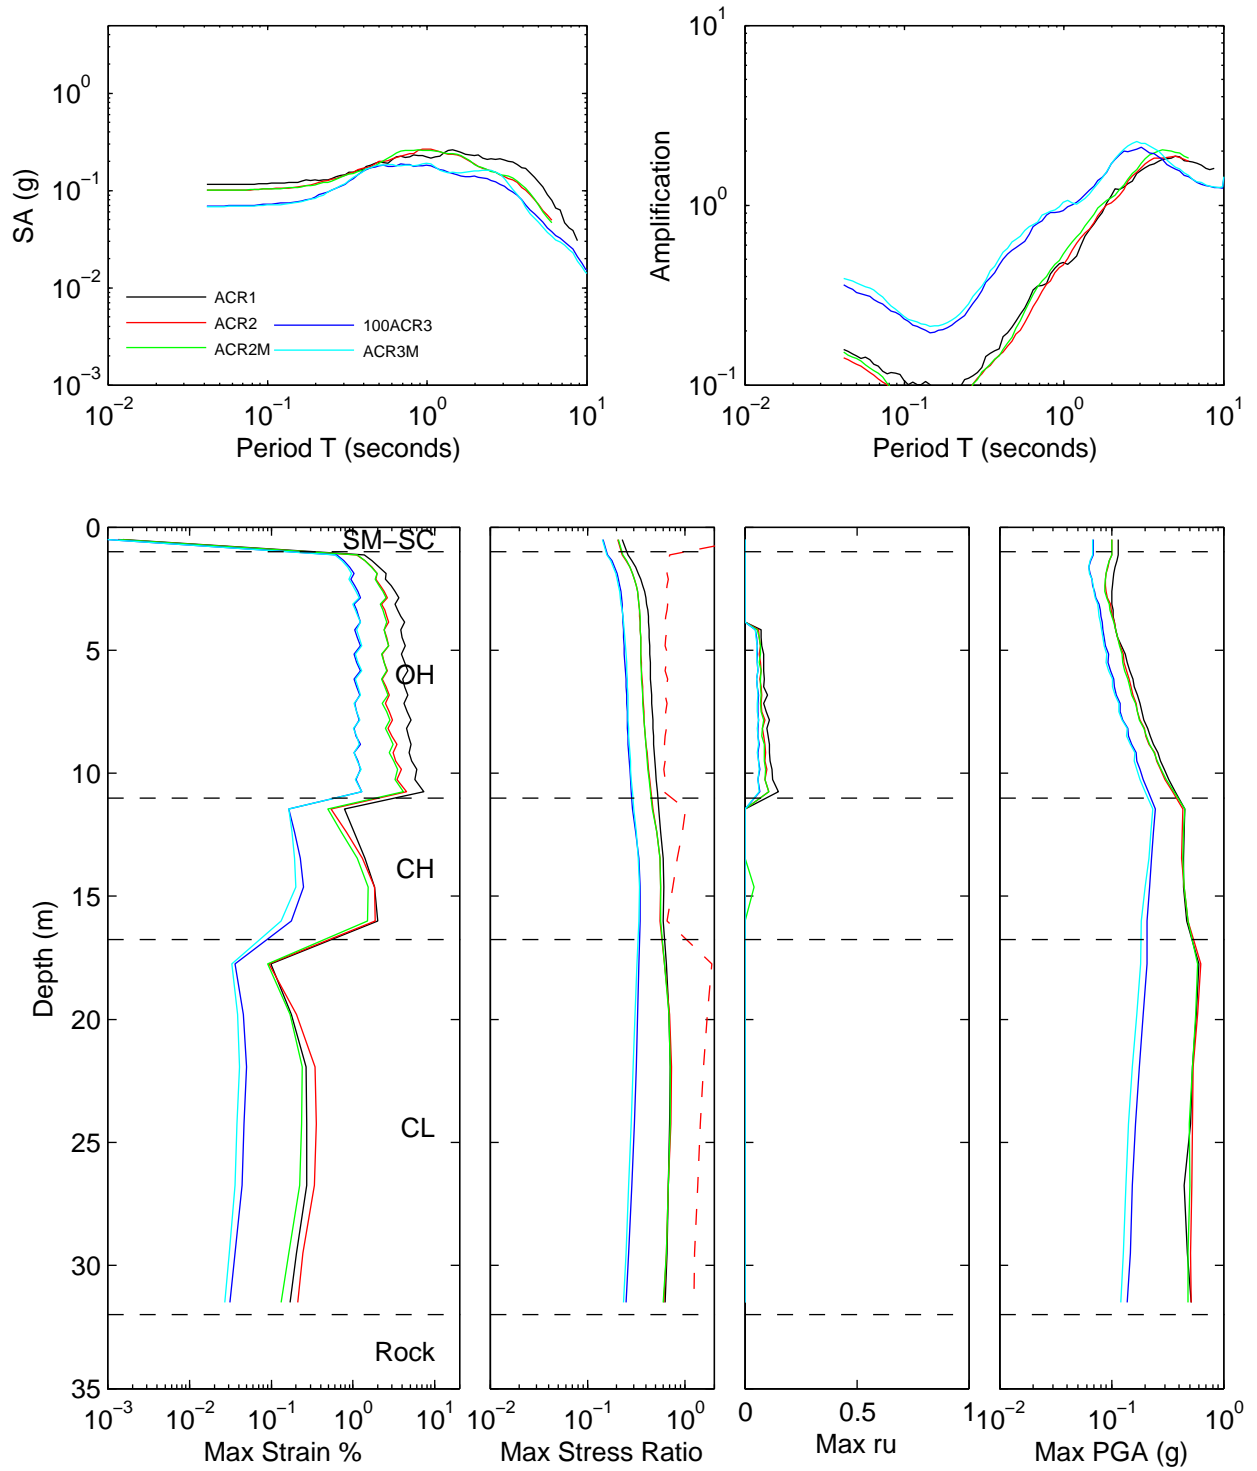 10^0
10^−1
10^−2
10^−3
SA (g)
10^−2
10^−1
10^0
10^1
Period T (seconds)
ACR1
ACR2
ACR2M
100ACR3
ACR3M
10^1
10^0
10^−1
Amplification
10^−2
10^−1
10^0
10^1
Period T (seconds)
0
5
10
15
20
25
30
35
Depth (m)
SM−SC
OH
CH
CL
Rock
10^−3
10^−2
10^−1
10^0
10^1
Max Strain %
10^−2
10^−1
10^0
Max Stress Ratio
0
0.5
1
Max ru
10^−2
10^−1
10^0
Max PGA (g)